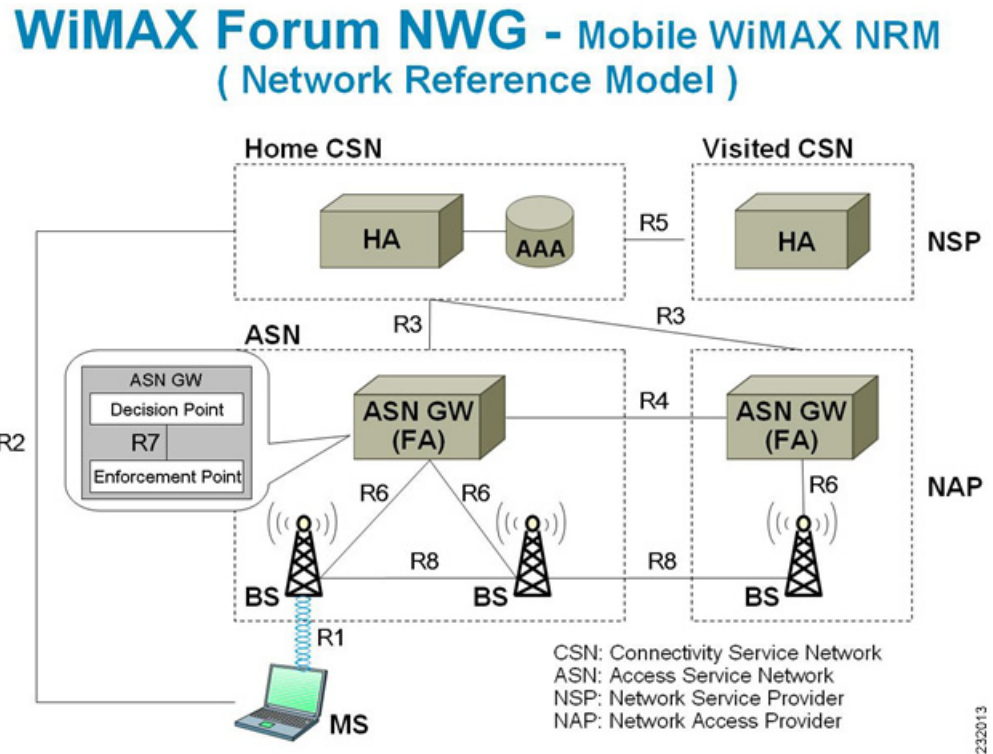 WiMAX Forum NWG - Mobile WiMAX NRM
( Network Reference Model )
Home CSN
Visited CSN
HA
AAA
R5
HA
NSP
R3
R3
ASN
ASN GW
Decision Point
R7
Enforcement Point
R2
ASN GW
(FA)
R4
ASN GW
(FA)
R6
R6
R6
NAP
R8
R8
BS
BS
BS
R1
MS
CSN: Connectivity Service Network
ASN: Access Service Network
NSP: Network Service Provider
NAP: Network Access Provider
232013